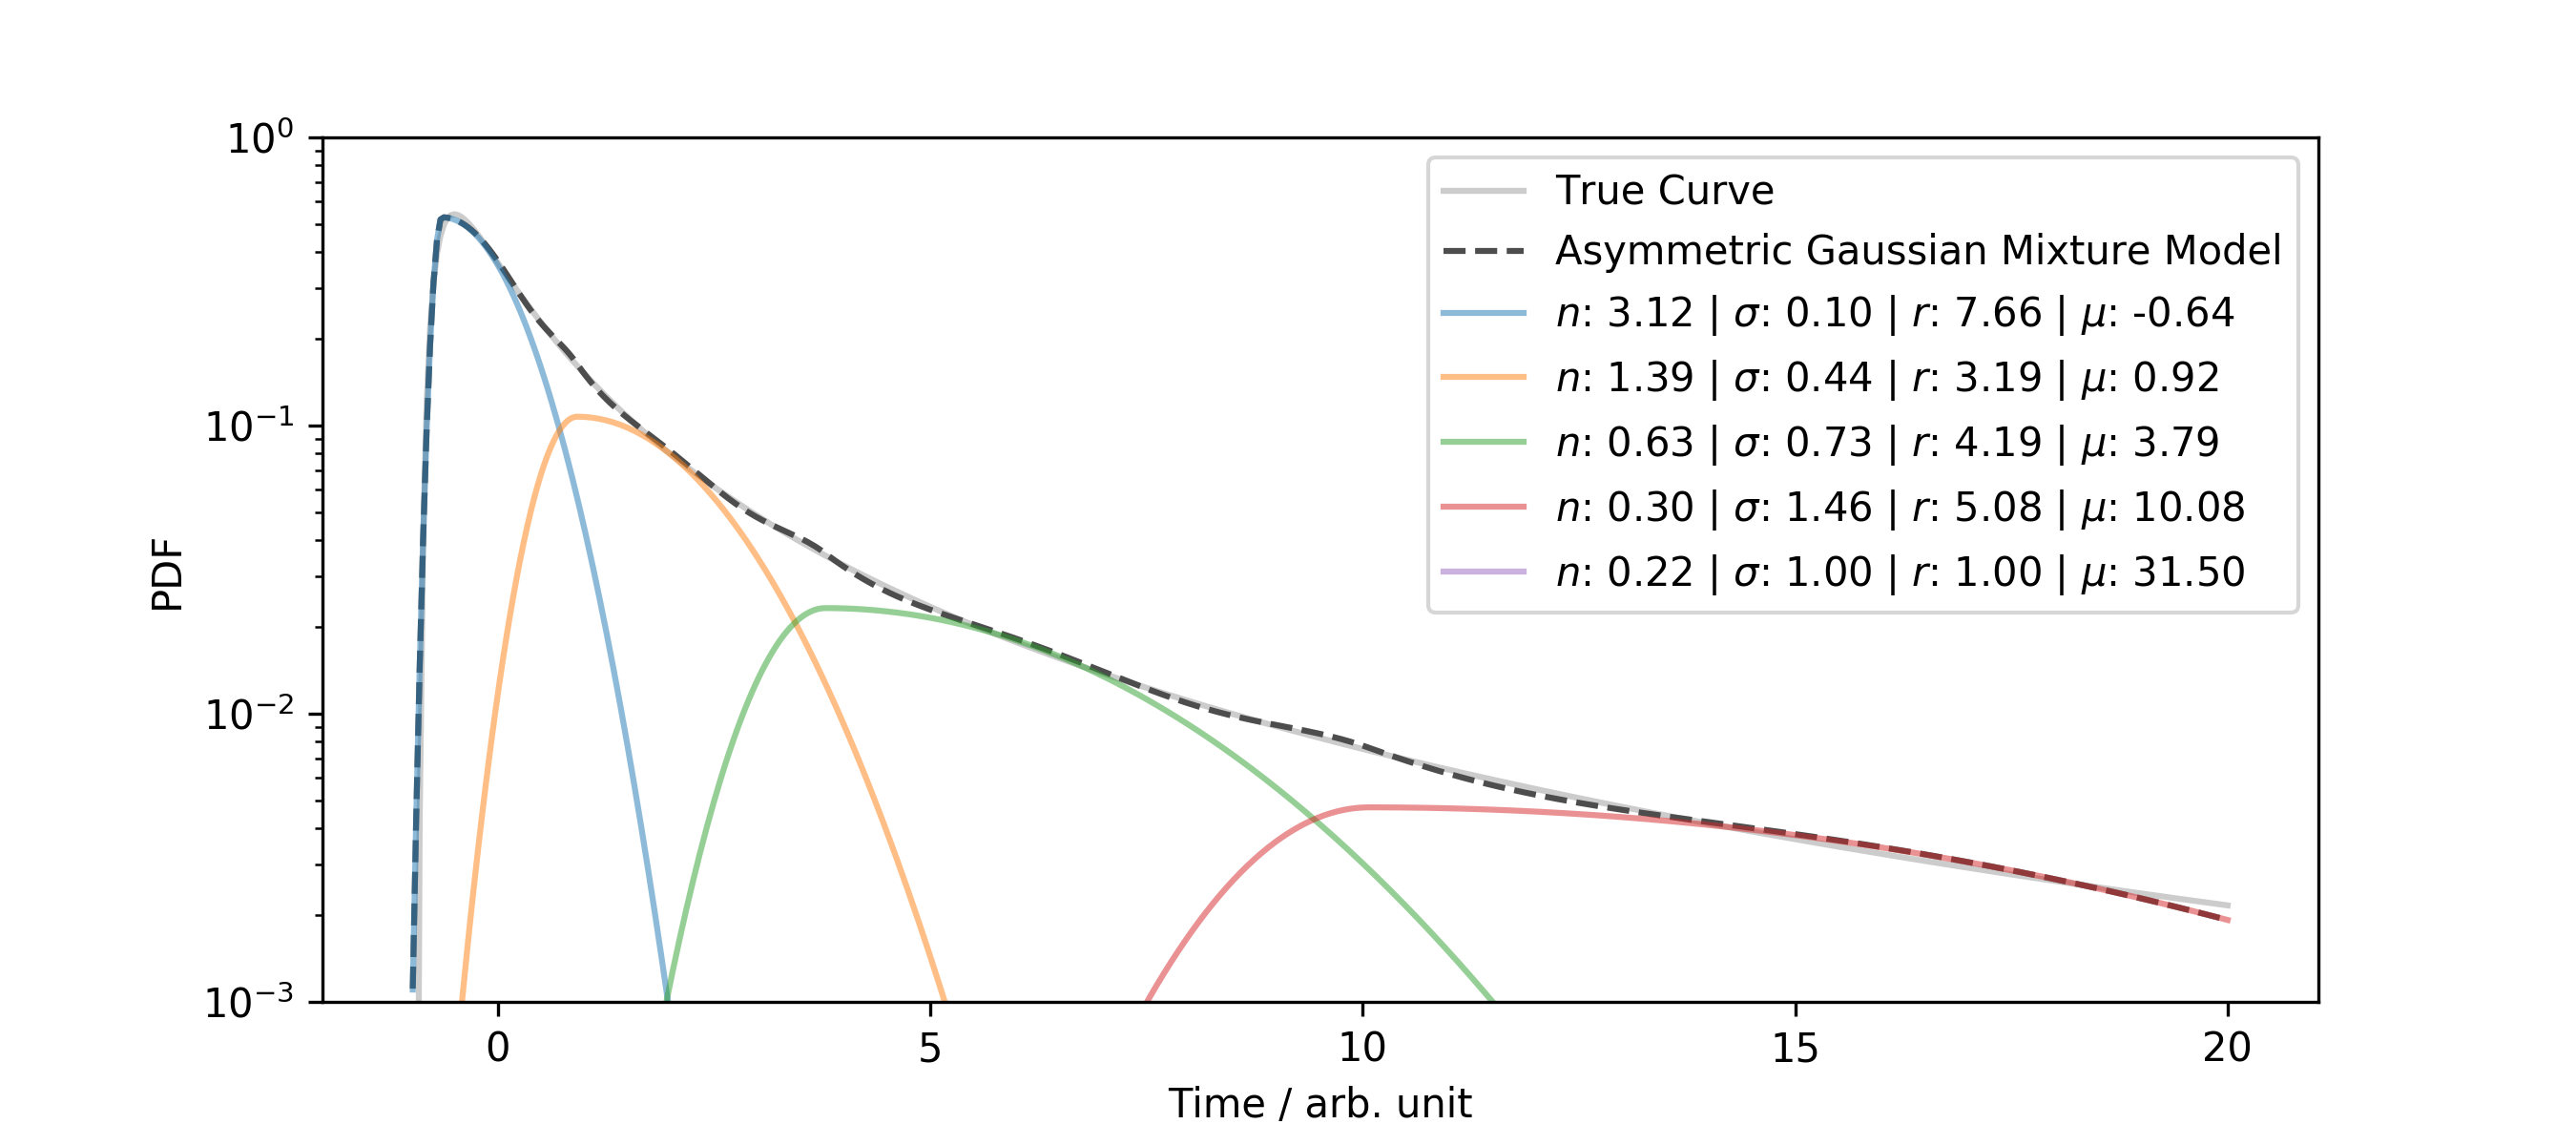 10⁰
10⁻¹
10⁻²
10⁻³
PDF
0 5 10 15 20
Time / arb. unit
True Curve
Asymmetric Gaussian Mixture Model
n: 3.12 | σ: 0.10 | r: 7.66 | μ: -0.64
n: 1.39 | σ: 0.44 | r: 3.19 | μ: 0.92
n: 0.63 | σ: 0.73 | r: 4.19 | μ: 3.79
n: 0.30 | σ: 1.46 | r: 5.08 | μ: 10.08
n: 0.22 | σ: 1.00 | r: 1.00 | μ: 31.50